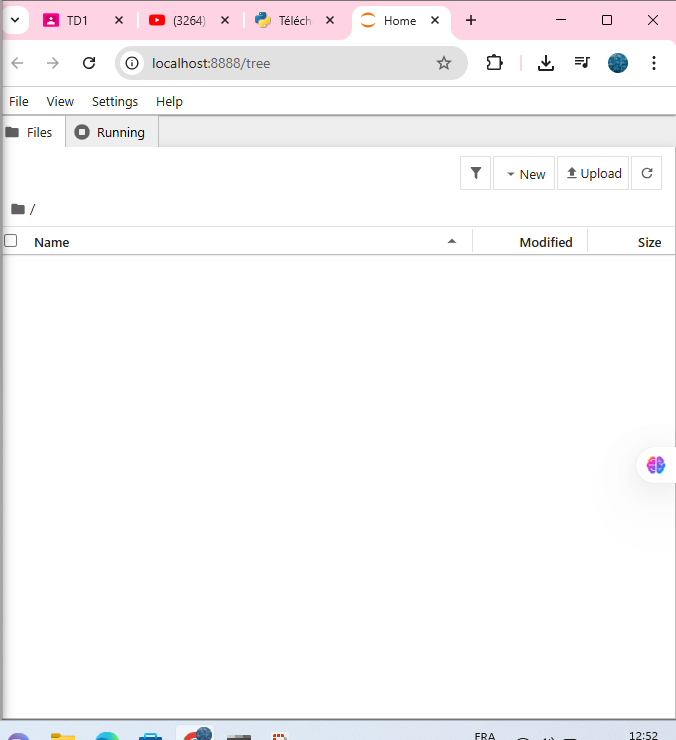 TD1 (3264) Téléch Home
localhost:8888/tree
File View Settings Help
Files Running
New Upload
/
Name Modified Size
FRA 12:52